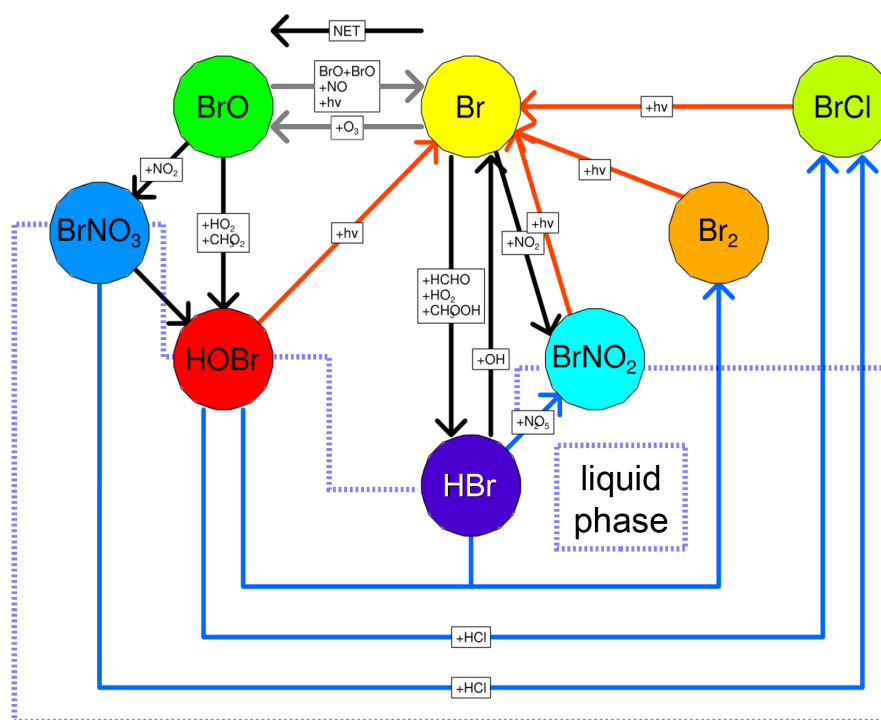 NET
BrO
BrO+BrO
+NO
+hv
+O₃
Br
+hv
BrCl
+NO₂
+hv
BrNO₃
+HO₂
+CH₃O₂
+hv
+NO₂
+hv
Br₂
+HCHO
+HO₂
+CH₃OOH
HOBr
+OH
BrNO₂
+N₂O₅
HBr
liquid
phase
+HCl
+HCl